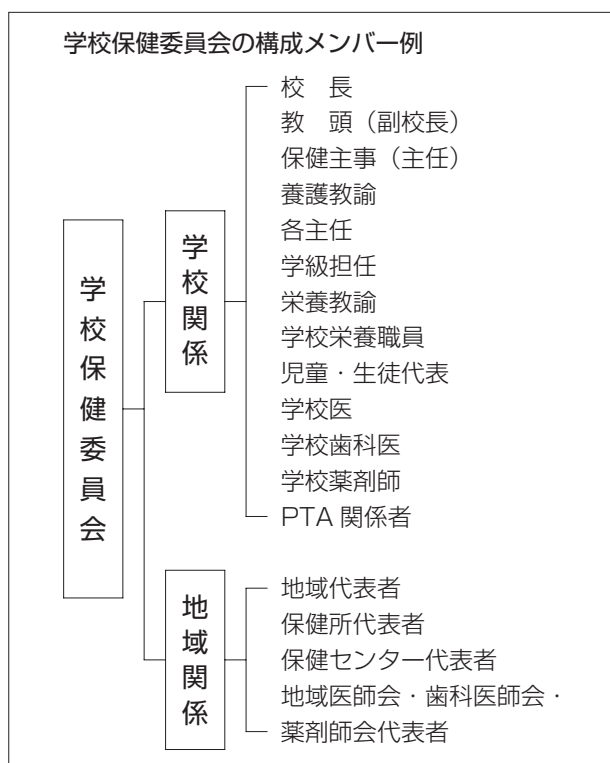 学校保健委員会の構成メンバー例
学校保健委員会
学校関係
校　長
教　頭（副校長）
保健主事（主任）
養護教諭
各主任
学級担任
栄養教諭
学校栄養職員
児童・生徒代表
学校医
学校歯科医
学校薬剤師
PTA 関係者
地域関係
地域代表者
保健所代表者
保健センター代表者
地域医師会・歯科医師会・
薬剤師会代表者